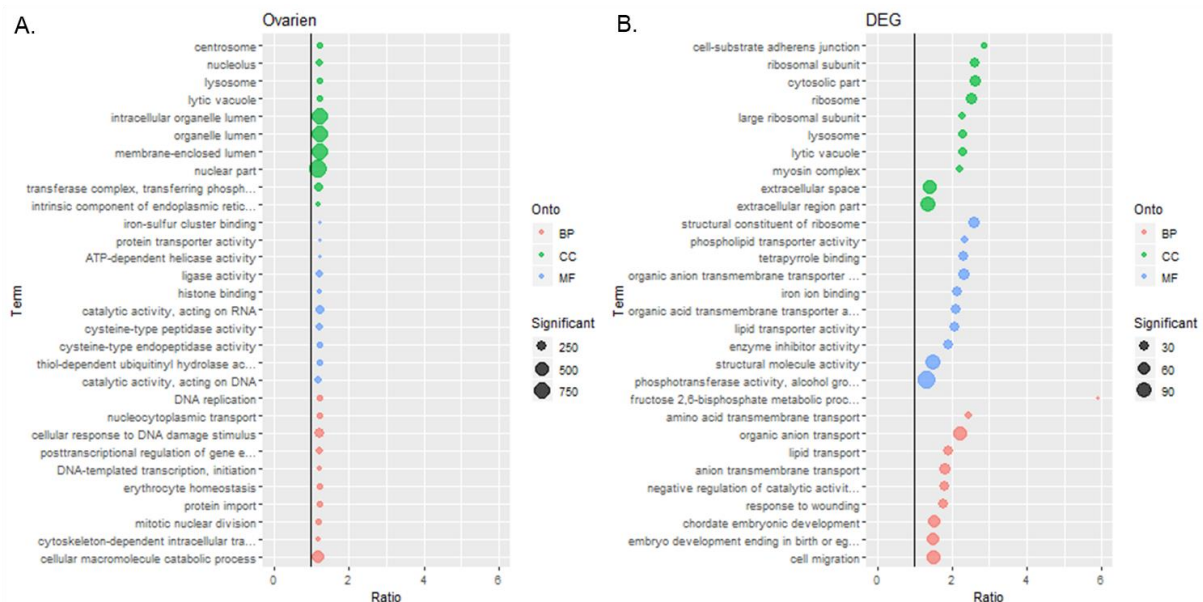 A.
Ovarien
centrosome
nucleolus
lysosome
lytic vacuole
intracellular organelle lumen
organelle lumen
membrane-enclosed lumen
nuclear part
transferase complex, transferring phosph...
intrinsic component of endoplasmic retic...
iron-sulfur cluster binding
protein transporter activity
ATP-dependent helicase activity
ligase activity
histone binding
catalytic activity, acting on RNA
cysteine-type peptidase activity
cysteine-type endopeptidase activity
thiol-dependent ubiquitinyl hydrolase ac...
catalytic activity, acting on DNA
DNA replication
nucleocytoplasmic transport
cellular response to DNA damage stimulus
posttranscriptional regulation of gene e...
DNA-templated transcription, initiation
erythrocyte homeostasis
protein import
mitotic nuclear division
cytoskeleton-dependent intracellular tra...
cellular macromolecule catabolic process
Term
0 2 4 6
Ratio
Onto
BP
CC
MF
Significant
250
500
750
B.
DEG
cell-substrate adherens junction
ribosomal subunit
cytosolic part
ribosome
large ribosomal subunit
lysosome
lytic vacuole
myosin complex
extracellular space
extracellular region part
structural constituent of ribosome
phospholipid transporter activity
tetrapyrrole binding
organic anion transmembrane transporter ...
iron ion binding
organic acid transmembrane transporter a...
lipid transporter activity
enzyme inhibitor activity
structural molecule activity
phosphotransferase activity, alcohol gro...
fructose 2,6-bisphosphate metabolic proc...
amino acid transmembrane transport
organic anion transport
lipid transport
anion transmembrane transport
negative regulation of catalytic activit...
response to wounding
chordate embryonic development
embryo development ending in birth or eg...
cell migration
Term
0 2 4 6
Ratio
Onto
BP
CC
MF
Significant
30
60
90